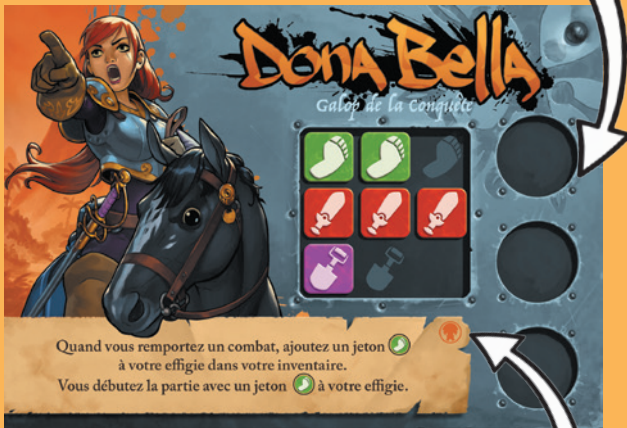 Dona Bella
Galop de la Conquête
Quand vous remportez un combat, ajoutez un jeton
à votre effigie dans votre inventaire.
Vous débutez la partie avec un jeton à votre effigie.